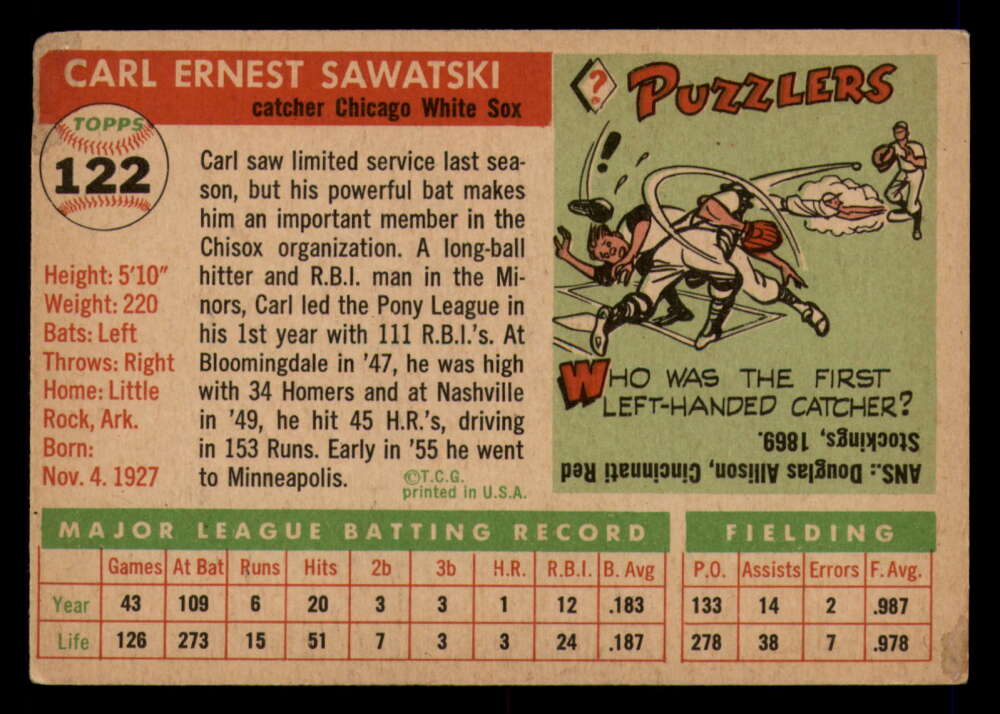 CARL ERNEST SAWATSKI
catcher Chicago White Sox
TOPPS
122
Height: 5'10"
Weight: 220
Bats: Left
Throws: Right
Home: Little
Rock, Ark.
Born:
Nov. 4. 1927
Carl saw limited service last sea-
son, but his powerful bat makes
him an important member in the
Chisox organization. A long-ball
hitter and R.B.I. man in the Mi-
nors, Carl led the Pony League in
his 1st year with 111 R.B.I.'s. At
Bloomingdale in '47, he was high
with 34 Homers and at Nashville
in '49, he hit 45 H.R.'s, driving
in 153 Runs. Early in '55 he went
to Minneapolis.
©T.C.G.
printed in U.S.A.
?
PUZZLERS
!
WHO WAS THE FIRST
LEFT-HANDED CATCHER?
ANS.: Douglas Allison, Cincinnati Red
Stockings, 1869.
MAJOR LEAGUE BATTING RECORD
Games At Bat Runs Hits 2b 3b H.R. R.B.I. B. Avg
Year 43 109 6 20 3 3 1 12 .183
Life 126 273 15 51 7 3 3 24 .187
FIELDING
P.O. Assists Errors F. Avg.
133 14 2 .987
278 38 7 .978